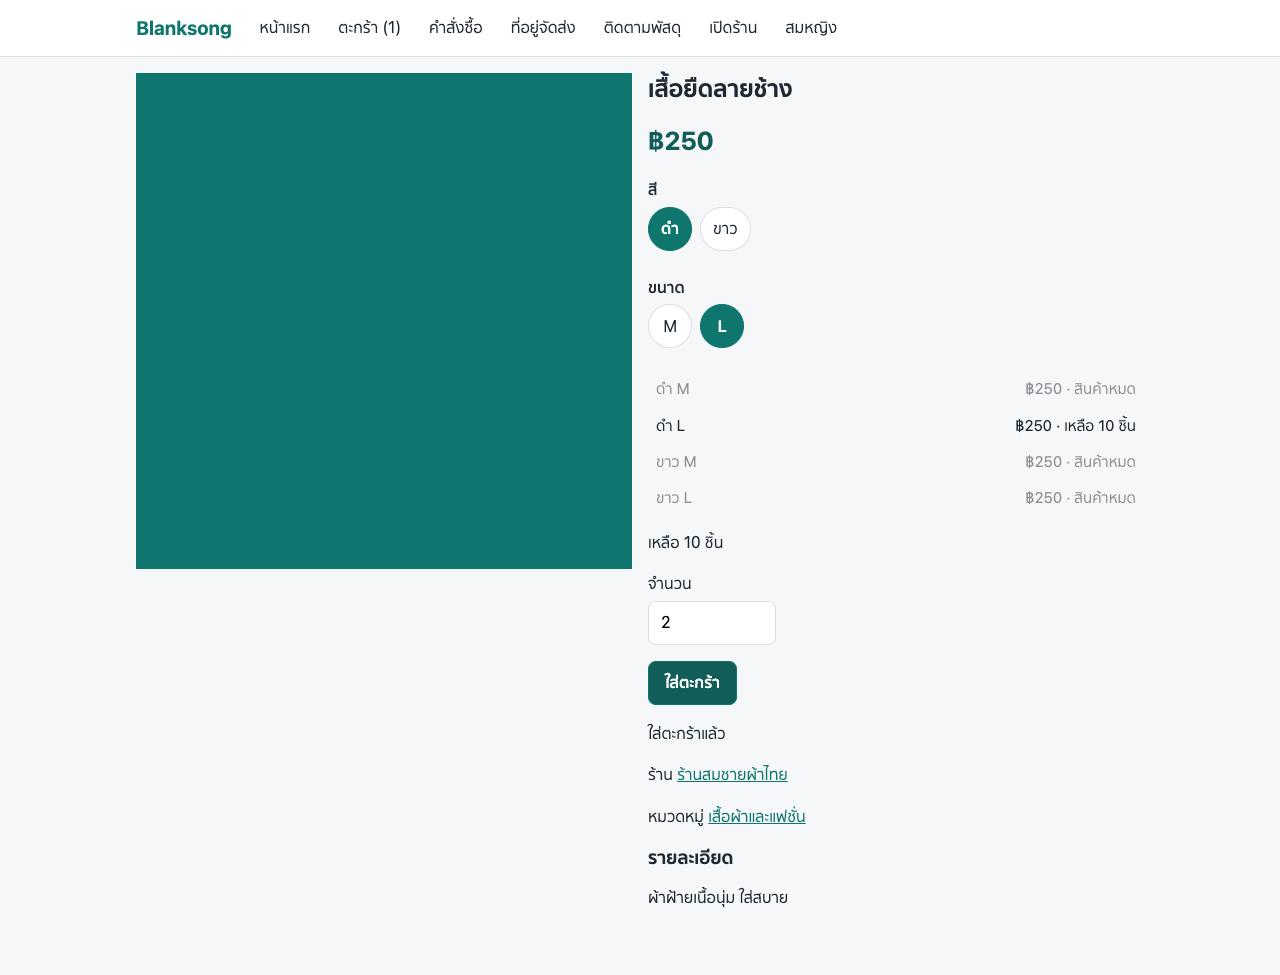 Blanksong หน้าแรก ตะกร้า (1) คำสั่งซื้อ ที่อยู่จัดส่ง ติดตามพัสดุ เปิดร้าน สมหญิง
เสื้อยืดลายช้าง
฿250
สี
ดำ ขาว
ขนาด
M L
ดำ M ฿250 · สินค้าหมด
ดำ L ฿250 · เหลือ 10 ชิ้น
ขาว M ฿250 · สินค้าหมด
ขาว L ฿250 · สินค้าหมด
เหลือ 10 ชิ้น
จำนวน
2
ใส่ตะกร้า
ใส่ตะกร้าแล้ว
ร้าน ร้านสมชายผ้าไทย
หมวดหมู่ เสื้อผ้าและแฟชั่น
รายละเอียด
ผ้าฝ้ายเนื้อนุ่ม ใส่สบาย